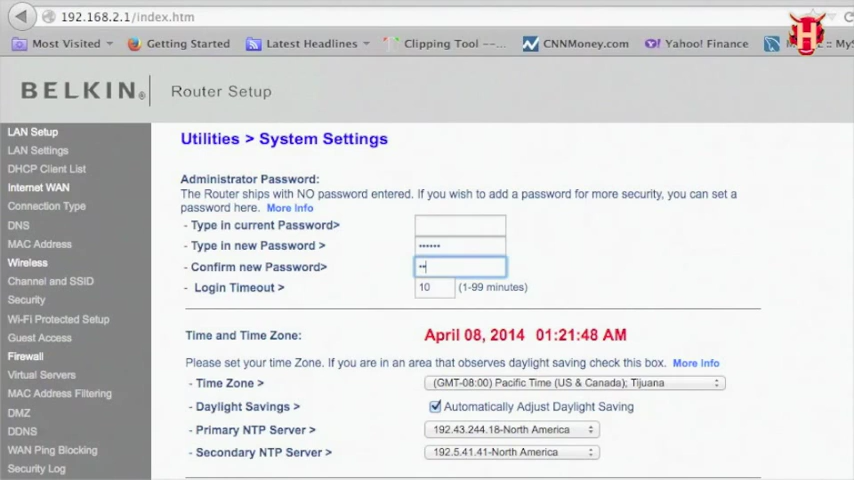 192.168.2.1/index.htm
Most Visited
Getting Started
Latest Headlines
Clipping Tool --...
CNNMoney.com
Yahoo! Finance
H
BELKIN®
Router Setup
LAN Setup
LAN Settings
DHCP Client List
Internet WAN
Connection Type
DNS
MAC Address
Wireless
Channel and SSID
Security
Wi-Fi Protected Setup
Guest Access
Firewall
Virtual Servers
MAC Address Filtering
DMZ
DDNS
WAN Ping Blocking
Security Log
Utilities > System Settings
Administrator Password:
The Router ships with NO password entered. If you wish to add a password for more security, you can set a
password here. More Info
- Type in current Password>
- Type in new Password > ••••••
- Confirm new Password> ••
- Login Timeout > 10 (1-99 minutes)
Time and Time Zone: April 08, 2014 01:21:48 AM
Please set your time Zone. If you are in an area that observes daylight saving check this box. More Info
- Time Zone > (GMT-08:00) Pacific Time (US & Canada); Tijuana
- Daylight Savings > Automatically Adjust Daylight Saving
- Primary NTP Server > 192.43.244.18-North America
- Secondary NTP Server > 192.5.41.41-North America